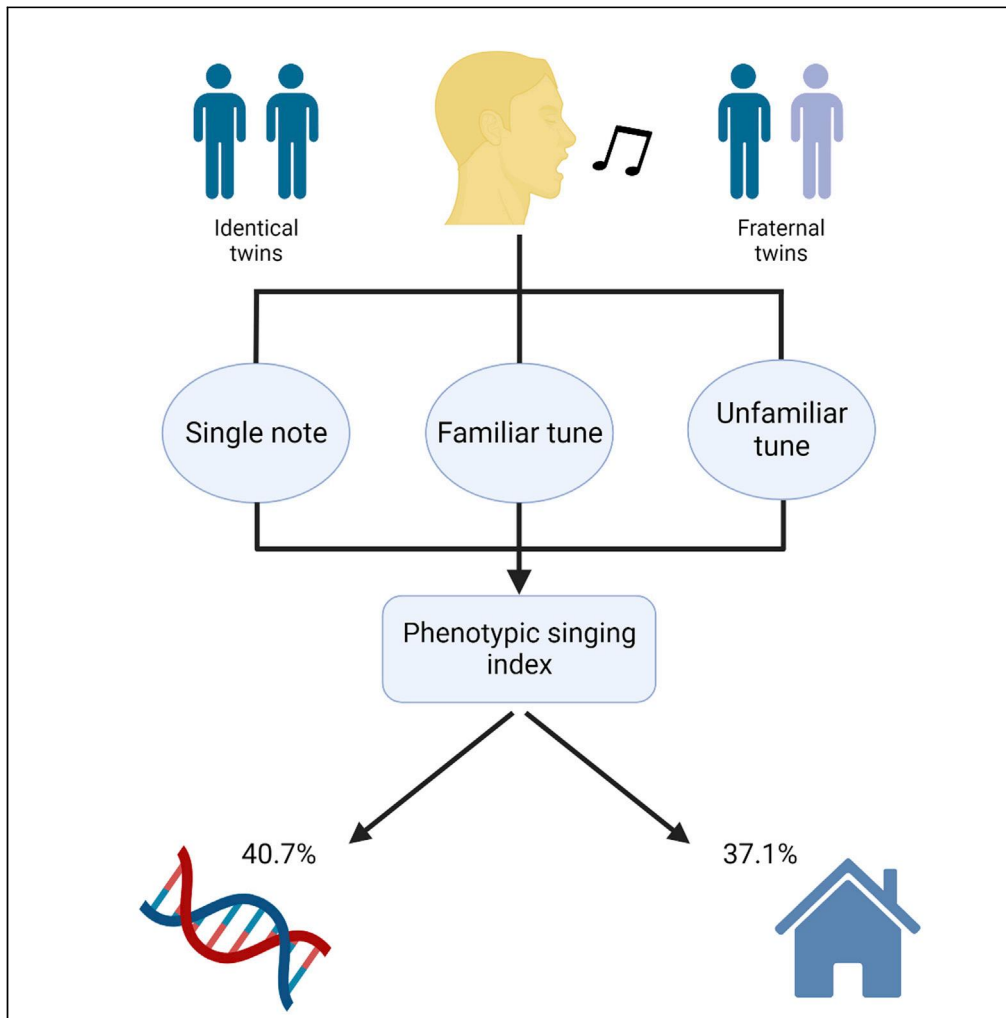 Identical
twins
Fraternal
twins
Single note
Familiar tune
Unfamiliar
tune
Phenotypic singing
index
40.7%
37.1%